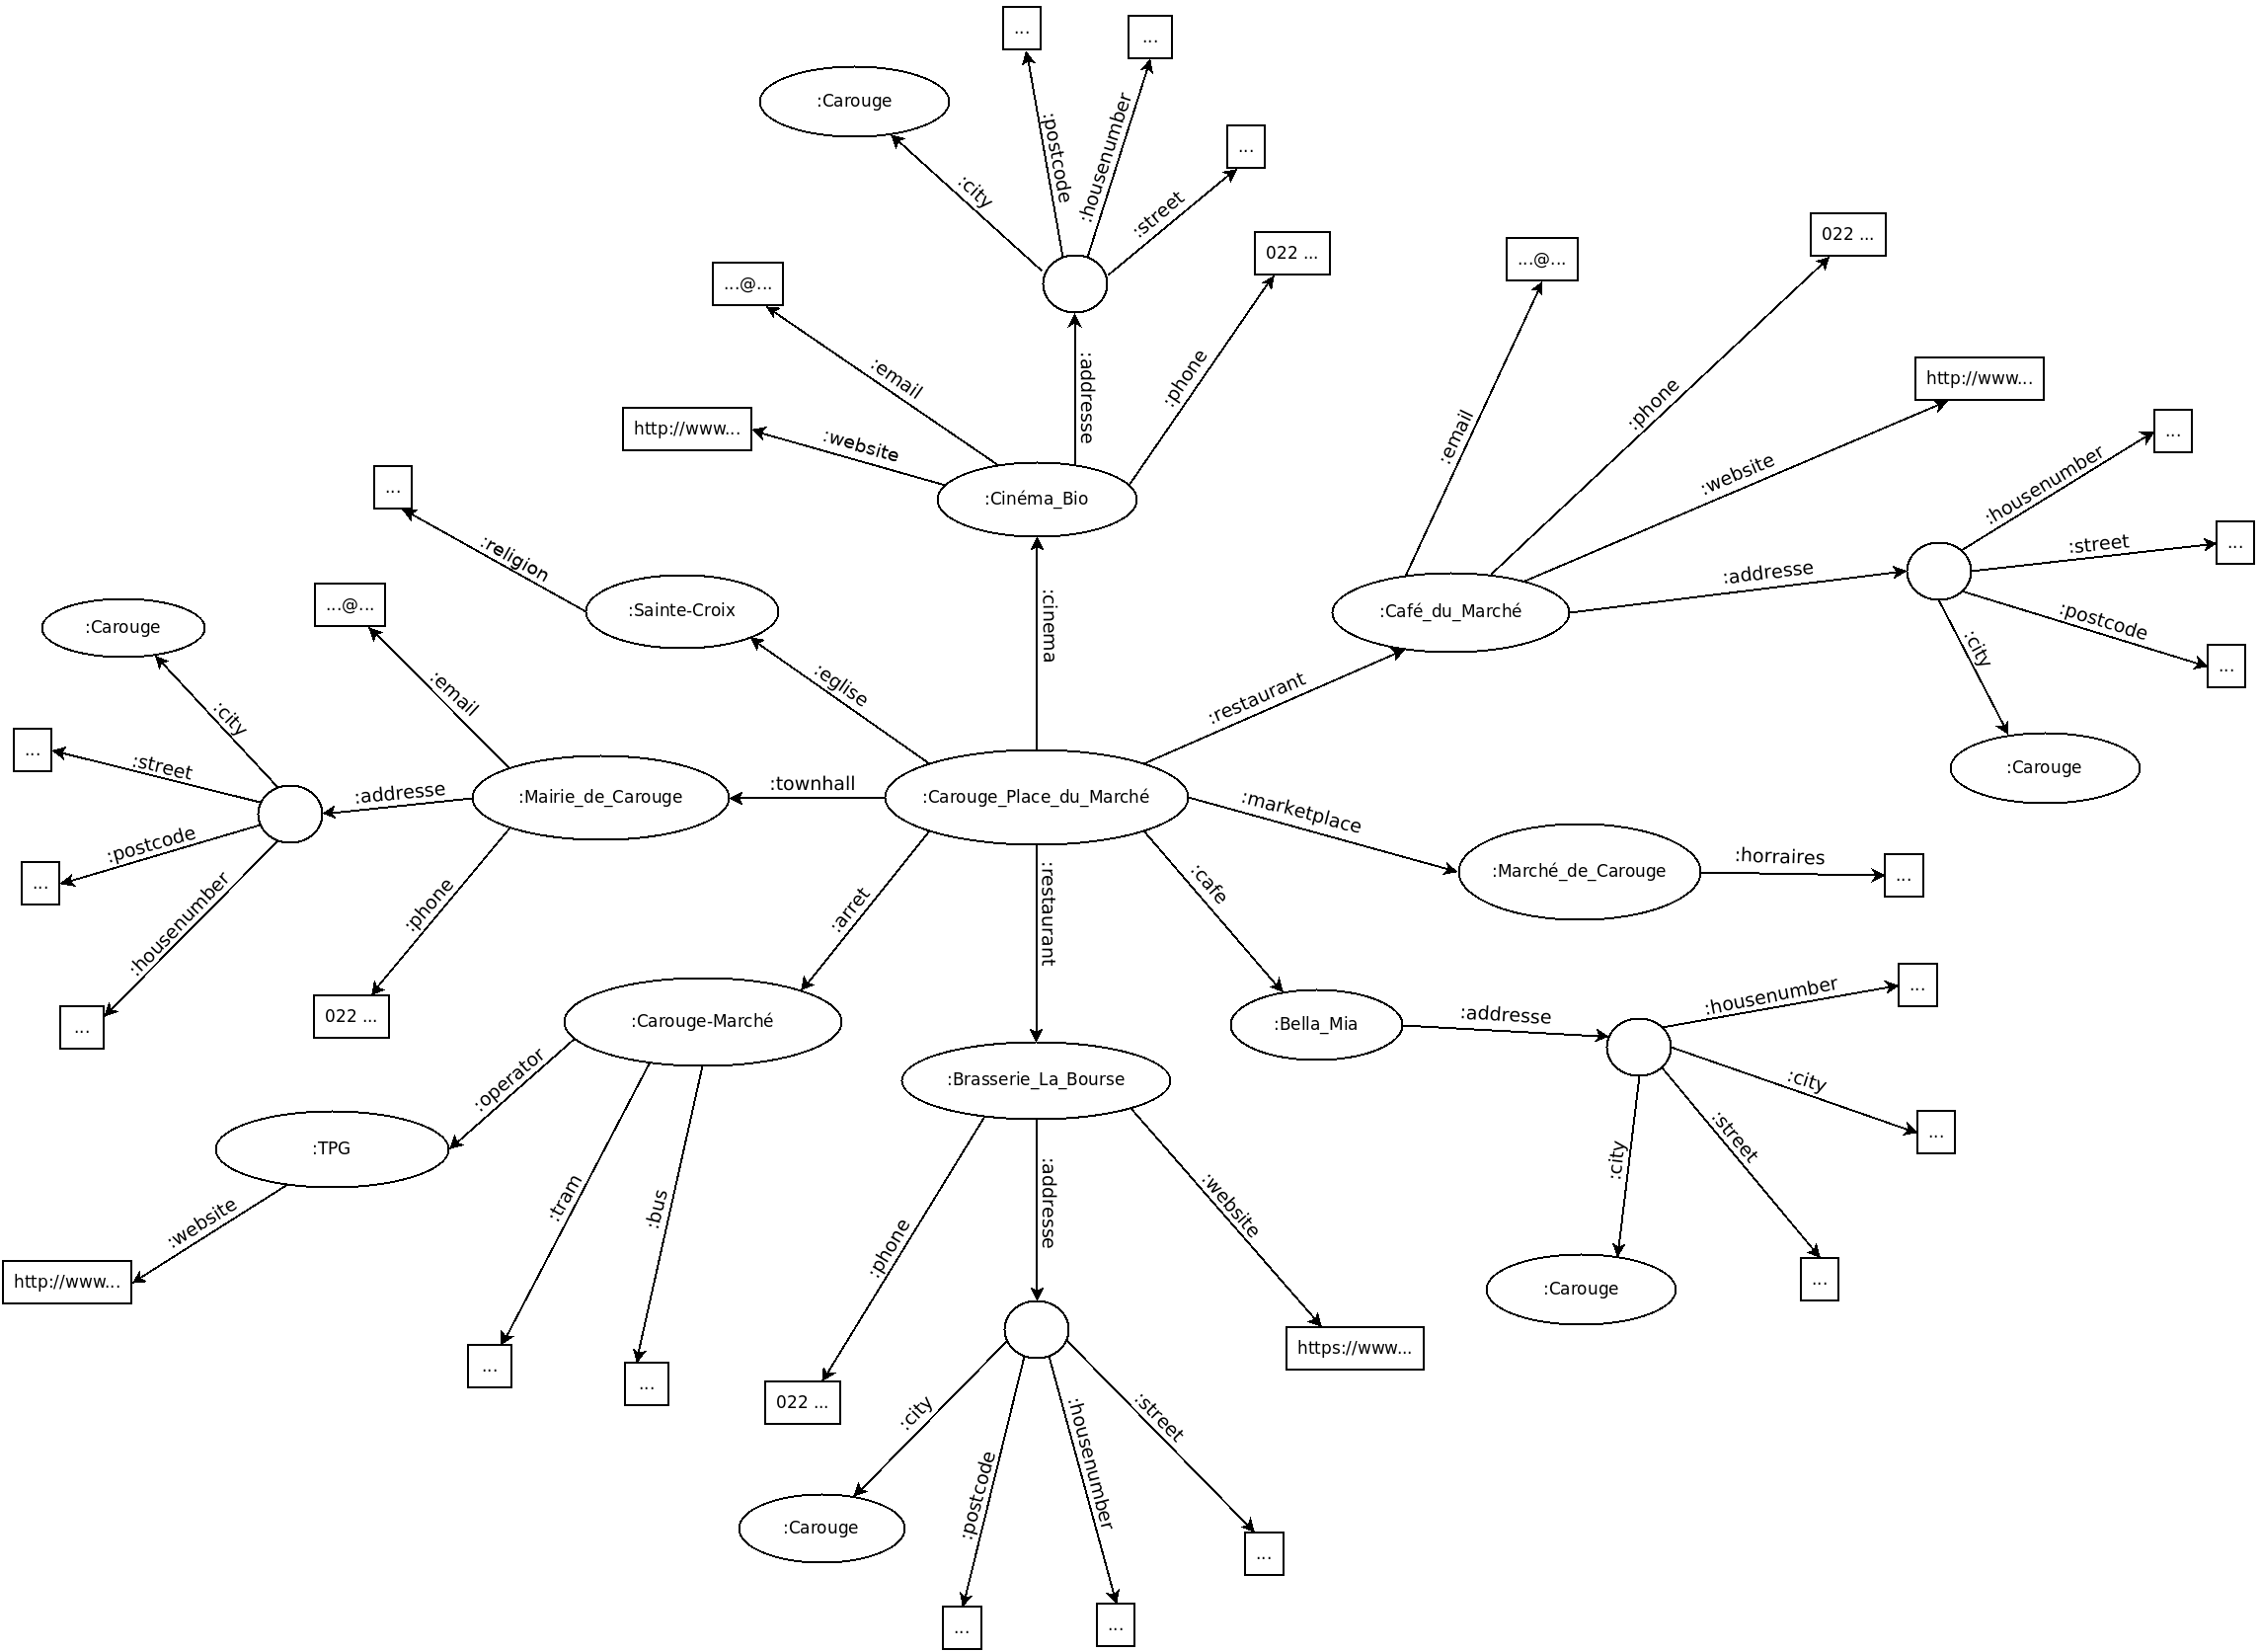 ...
...
:Carouge
:postcode
:housenumber
...
:city
:street
...@...
022 ...
:email
:addresse
:phone
http://www...
:website
:Cinéma_Bio
...@...
022 ...
:email
:phone
http://www...
:website
...
:housenumber
...
:street
:addresse
:postcode
...
:city
:Café_du_Marché
:Carouge
...
:religion
:Sainte-Croix
:cinema
:eglise
:restaurant
...@...
:Carouge
:email
:city
...
:street
:addresse
:Mairie_de_Carouge
:townhall
:Carouge_Place_du_Marché
:marketplace
:postcode
...
:housenumber
:phone
...
022 ...
:Marché_de_Carouge
:horraires
...
:arret
:restaurant
:cafe
:Carouge-Marché
:Bella_Mia
:addresse
:housenumber
...
:city
...
:city
:street
:Carouge
...
:operator
:TPG
:website
http://www...
:tram
:bus
...
...
:Brasserie_La_Bourse
:phone
:addresse
:website
022 ...
https://www...
:city
:postcode
:housenumber
:street
:Carouge
...
...
...